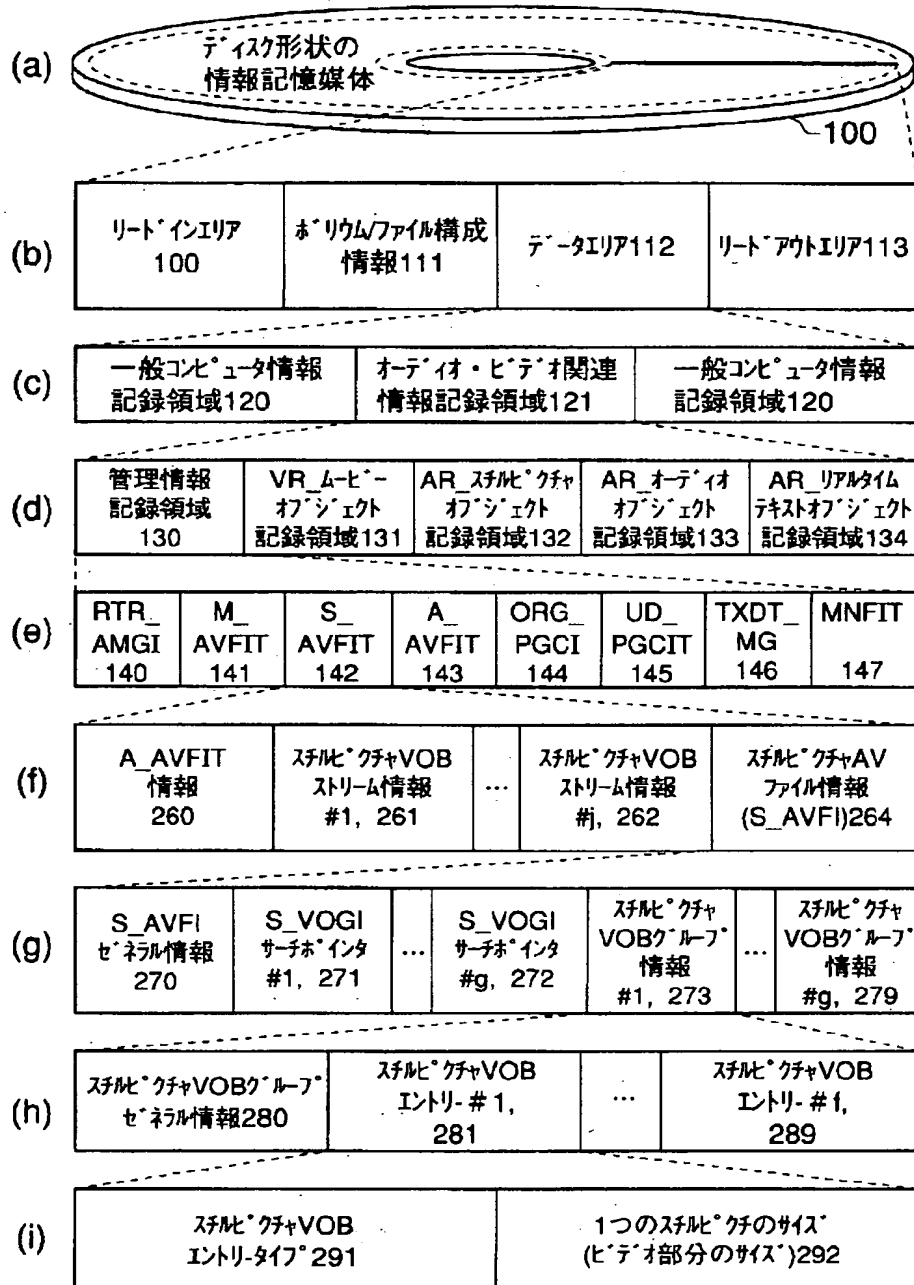 (a)
ディスク形状の
情報記憶媒体
100
(b)
リードインエリア
100
ボリウム/ファイル構成
情報111
データエリア112
リードアウトエリア113
(c)
一般コンピュータ情報
記録領域120
オーディオ・ビデオ関連
情報記録領域121
一般コンピュータ情報
記録領域120
(d)
管理情報
記録領域
130
VR_ムービー
オブジェクト
記録領域131
AR_スチルピクチャ
オブジェクト
記録領域132
AR_オーディオ
オブジェクト
記録領域133
AR_リアルタイム
テキストオブジェクト
記録領域134
(e)
RTR_
AMGI
140
M_
AVFIT
141
S_
AVFIT
142
A_
AVFIT
143
ORG_
PGCI
144
UD_
PGCIT
145
TXDT_
MG
146
MNFIT
147
(f)
A_AVFIT
情報
260
スチルピクチャVOB
ストリーム情報
#1, 261
...
スチルピクチャVOB
ストリーム情報
#j, 262
スチルピクチャAV
ファイル情報
(S_AVFI)264
(g)
S_AVFI
ゼネラル情報
270
S_VOGI
サーチポインタ
#1, 271
...
S_VOGI
サーチポインタ
#g, 272
スチルピクチャ
VOBグループ
情報
#1, 273
...
スチルピクチャ
VOBグループ
情報
#g, 279
(h)
スチルピクチャVOBグループ
ゼネラル情報280
スチルピクチャVOB
エントリ-#1,
281
...
スチルピクチャVOB
エントリ-#f,
289
(i)
スチルピクチャVOB
エントリ-タイプ291
1つのスチルピクチのサイズ
(ビデオ部分のサイズ)292